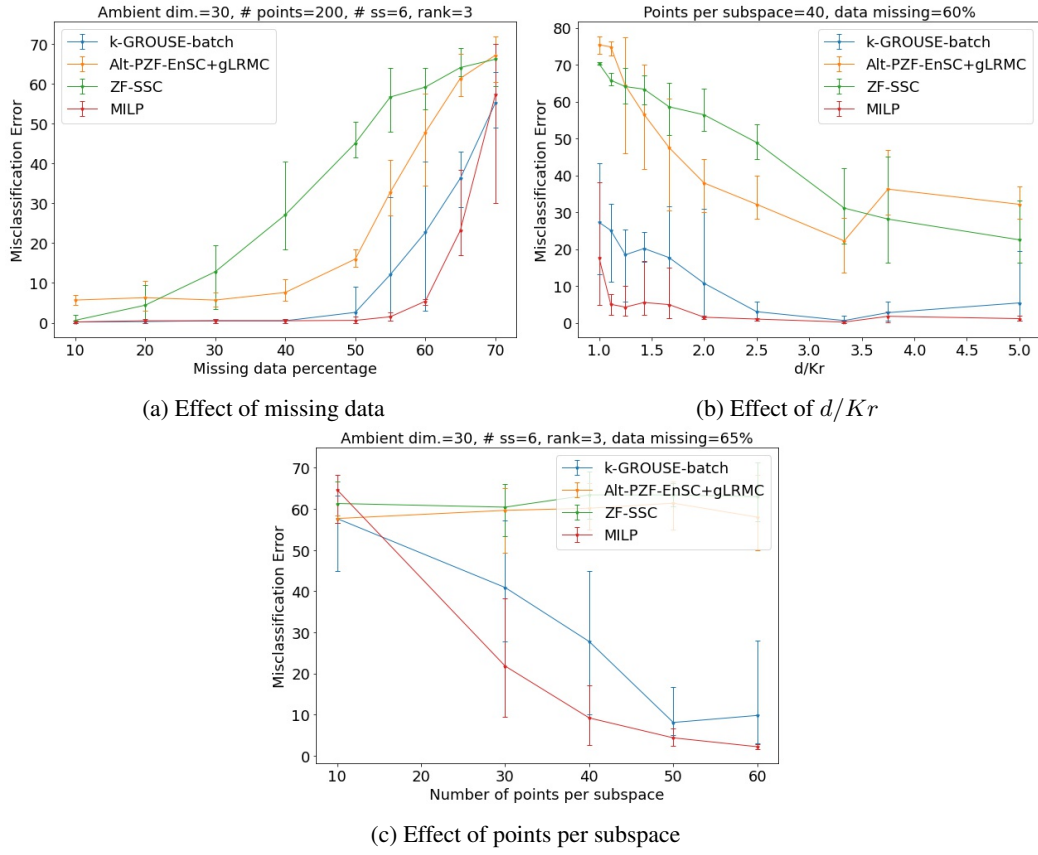 Ambient dim.=30, # points=200, # ss=6, rank=3
Misclassification Error
70
60
50
40
30
20
10
0
k-GROUSE-batch
Alt-PZF-EnSC+gLRMC
ZF-SSC
MILP
10 20 30 40 50 60 70
Missing data percentage
(a) Effect of missing data
Points per subspace=40, data missing=60%
Misclassification Error
80
70
60
50
40
30
20
10
0
k-GROUSE-batch
Alt-PZF-EnSC+gLRMC
ZF-SSC
MILP
1.0 1.5 2.0 2.5 3.0 3.5 4.0 4.5 5.0
d/Kr
(b) Effect of d/Kr
Ambient dim.=30, # ss=6, rank=3, data missing=65%
Misclassification Error
70
60
50
40
30
20
10
0
k-GROUSE-batch
Alt-PZF-EnSC+gLRMC
ZF-SSC
MILP
10 20 30 40 50 60
Number of points per subspace
(c) Effect of points per subspace